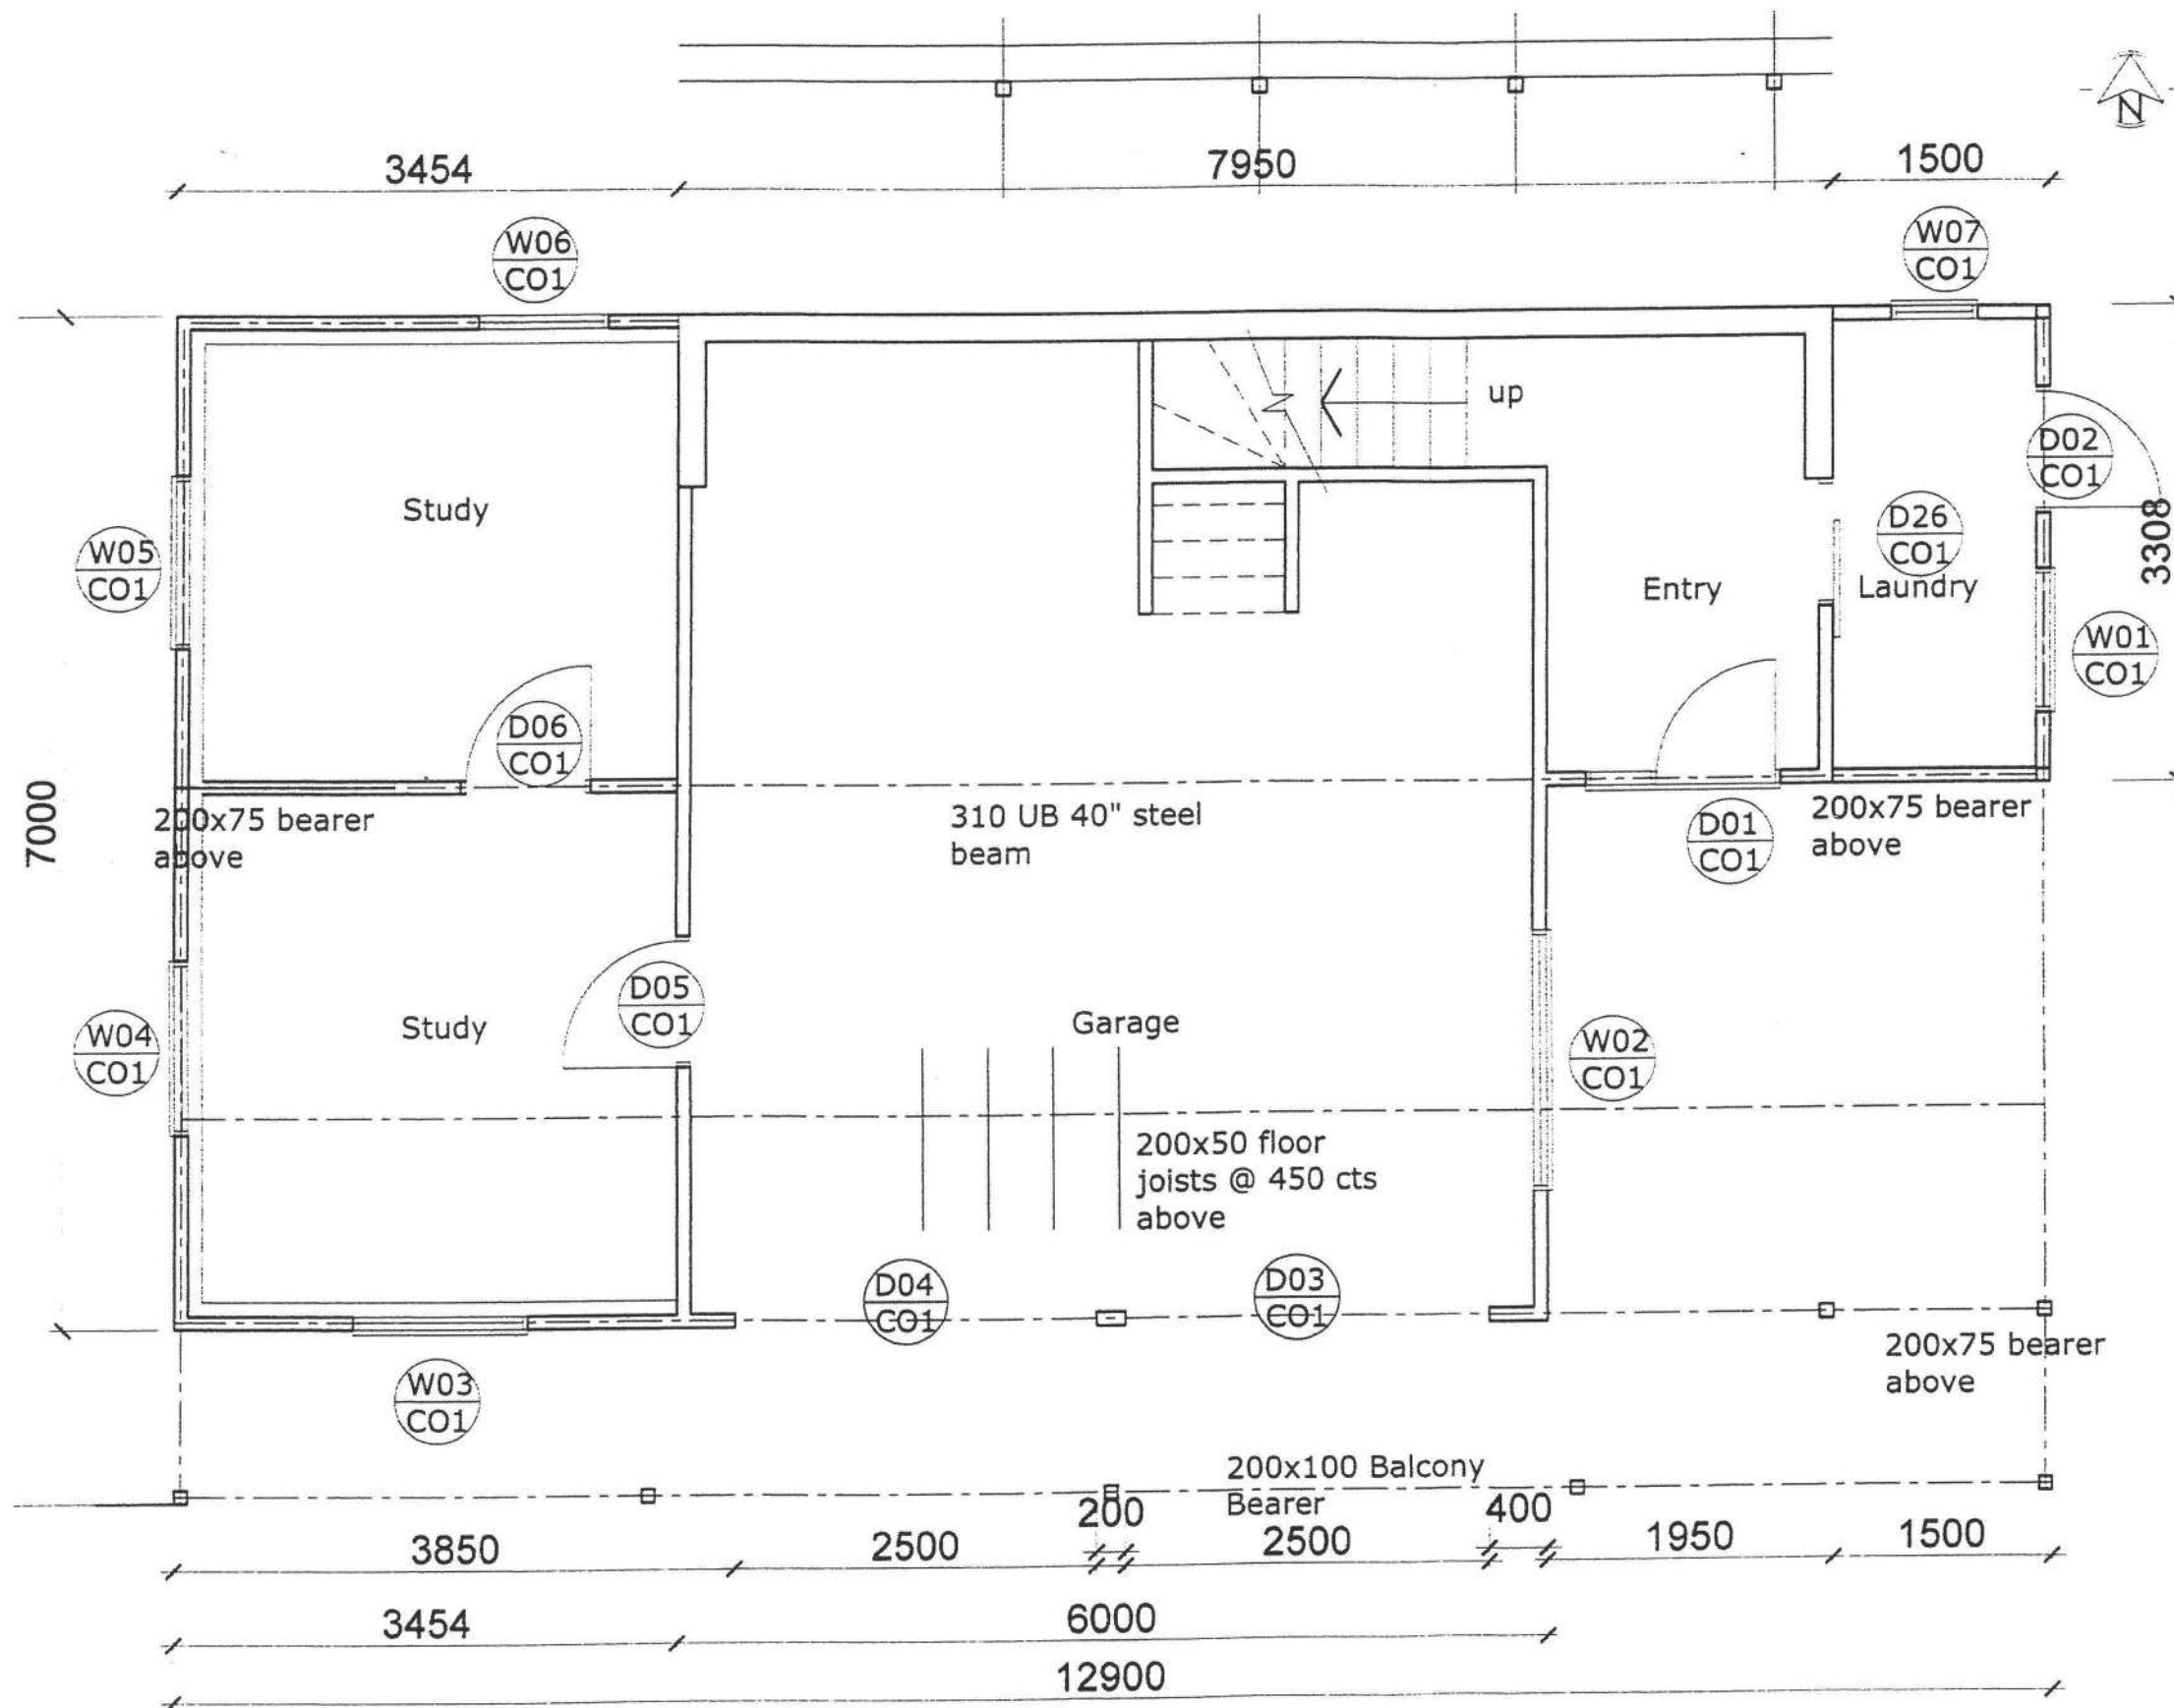 N
3454
7950
1500
W06
CO1
W07
CO1
up
D02
CO1
Study
D26
CO1
3308
W05
CO1
Entry
Laundry
W01
CO1
D06
CO1
7000
200x75 bearer
above
310 UB 40" steel
beam
D01
CO1
200x75 bearer
above
D05
CO1
Study
Garage
W04
CO1
W02
CO1
200x50 floor
joists @ 450 cts
above
D04
CO1
D03
CO1
200x75 bearer
above
W03
CO1
200x100 Balcony
Bearer
3850
2500
200
2500
400
1950
1500
3454
6000
12900